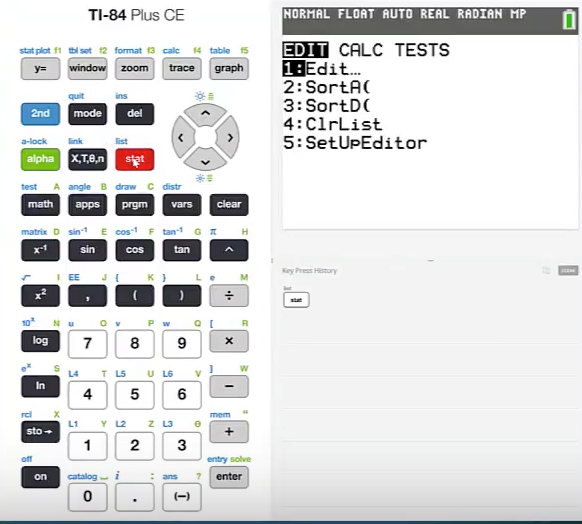 TI-84 Plus CE
stat plot f1 tbl set f2 format f3 calc f4 table f5
y= window zoom trace graph
quit ins
2nd mode del
a-lock link list
alpha X,T,θ,n stat
test A angle B draw C distr
math apps prgm vars clear
matrix D sin⁻¹ E cos⁻¹ F tan⁻¹ G π H
x⁻¹ sin cos tan ^
√ I EE J { K } L e M
x² , ( ) ÷
10ˣ N u O v P w Q [ R
log 7 8 9 ×
eˣ S L4 T L5 U L6 V ] W
ln 4 5 6 −
rcl X L1 Y L2 Z L3 θ mem "
sto→ 1 2 3 +
off catalog ⎵ i : ans ? entry solve
on 0 . (−) enter
NORMAL FLOAT AUTO REAL RADIAN MP
EDIT CALC TESTS
1:Edit…
2:SortA(
3:SortD(
4:ClrList
5:SetUpEditor
Key Press History
list
stat